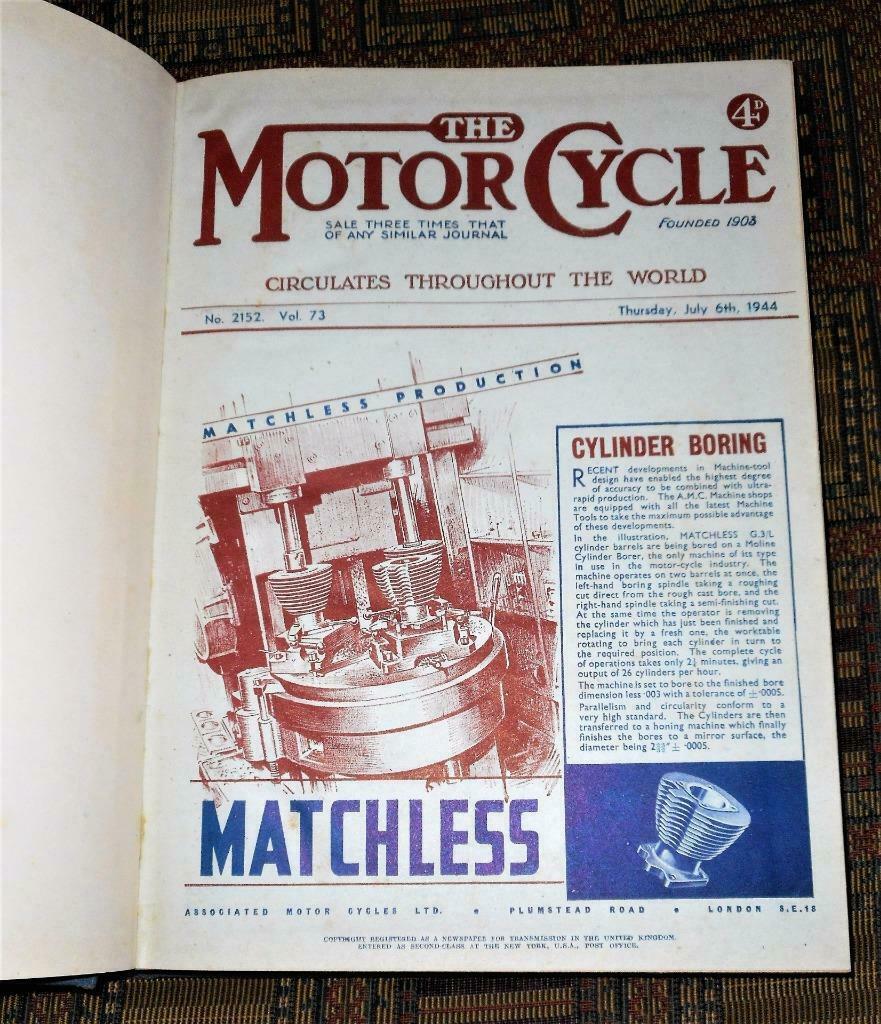 THE
4D
MOTOR CYCLE
SALE THREE TIMES THAT
OF ANY SIMILAR JOURNAL
FOUNDED 1903
CIRCULATES THROUGHOUT THE WORLD
No. 2152. Vol. 73
Thursday, July 6th, 1944
MATCHLESS PRODUCTION
CYLINDER BORING
RECENT developments in Machine-tool
design have enabled the highest degree
of accuracy to be combined with ultra-
rapid production. The A.M.C. Machine shops
are equipped with all the latest Machine
Tools to take the maximum possible advantage
of these developments.
In the illustration, MATCHLESS G.3/L
cylinder barrels are being bored on a Moline
Cylinder Borer, the only machine of its type
in use in the motor-cycle industry. The
machine operates on two barrels at once, the
left-hand boring spindle taking a roughing
cut direct from the rough cast bore, and the
right-hand spindle taking a semi-finishing cut.
At the same time the operator is removing
the cylinder which has just been finished and
replacing it by a fresh one, the worktable
rotating to bring each cylinder in turn to
the required position. The complete cycle
of operations takes only minutes, giving an
output of 26 cylinders per hour.
The machine is set to bore to the finished bore
dimension less ·003 with a tolerance of ± ·0005.
Parallelism and circularity conform to a
very high standard. The Cylinders are then
transferred to a honing machine which finally
finishes the bores to a mirror surface, the
diameter being ± ·0005.
MATCHLESS
ASSOCIATED MOTOR CYCLES LTD. • PLUMSTEAD ROAD • LONDON S.E.18
COPYRIGHT REGISTERED AS A NEWSPAPER FOR TRANSMISSION IN THE UNITED KINGDOM.
ENTERED AS SECOND-CLASS AT THE NEW YORK, U.S.A., POST OFFICE.